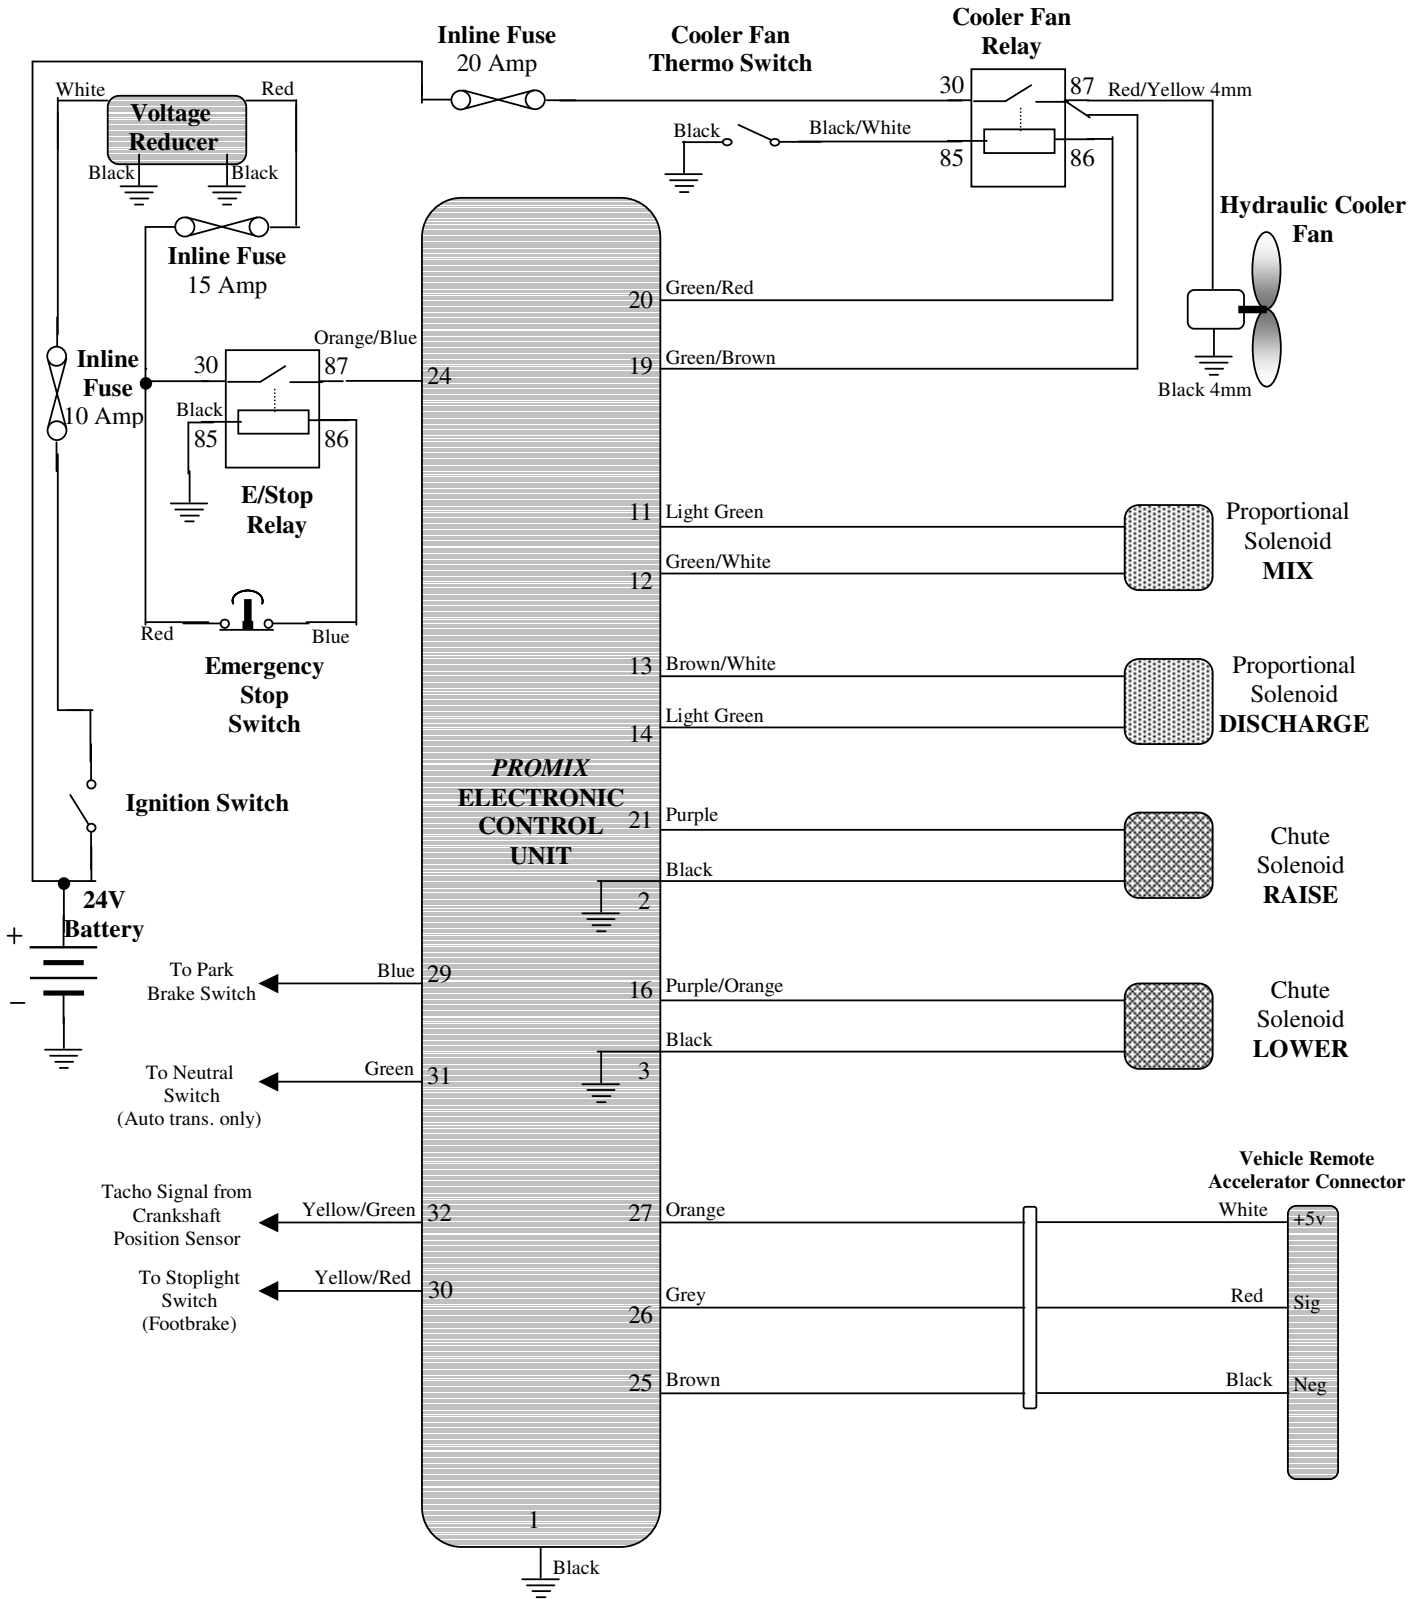 Cooler Fan
Relay
Inline Fuse
20 Amp
Cooler Fan
Thermo Switch
White
Red
Voltage
Reducer
Black
Black
30
87
Red/Yellow 4mm
Black
Black/White
85
86
Inline Fuse
15 Amp
Hydraulic Cooler
Fan
Black 4mm
20
Green/Red
19
Green/Brown
Inline
Fuse
10 Amp
Orange/Blue
30
87
24
Black
85
86
E/Stop
Relay
Red
Blue
Emergency
Stop
Switch
11
Light Green
12
Green/White
Proportional
Solenoid
MIX
13
Brown/White
14
Light Green
Proportional
Solenoid
DISCHARGE
PROMIX
ELECTRONIC
CONTROL
UNIT
Ignition Switch
21
Purple
Black
2
Chute
Solenoid
RAISE
24V
Battery
+
–
To Park
Brake Switch
Blue
29
16
Purple/Orange
Black
3
Chute
Solenoid
LOWER
To Neutral
Switch
(Auto trans. only)
Green
31
Tacho Signal from
Crankshaft
Position Sensor
Yellow/Green
32
To Stoplight
Switch
(Footbrake)
Yellow/Red
30
Vehicle Remote
Accelerator Connector
27
Orange
White
+5v
26
Grey
Red
Sig
25
Brown
Black
Neg
1
Black